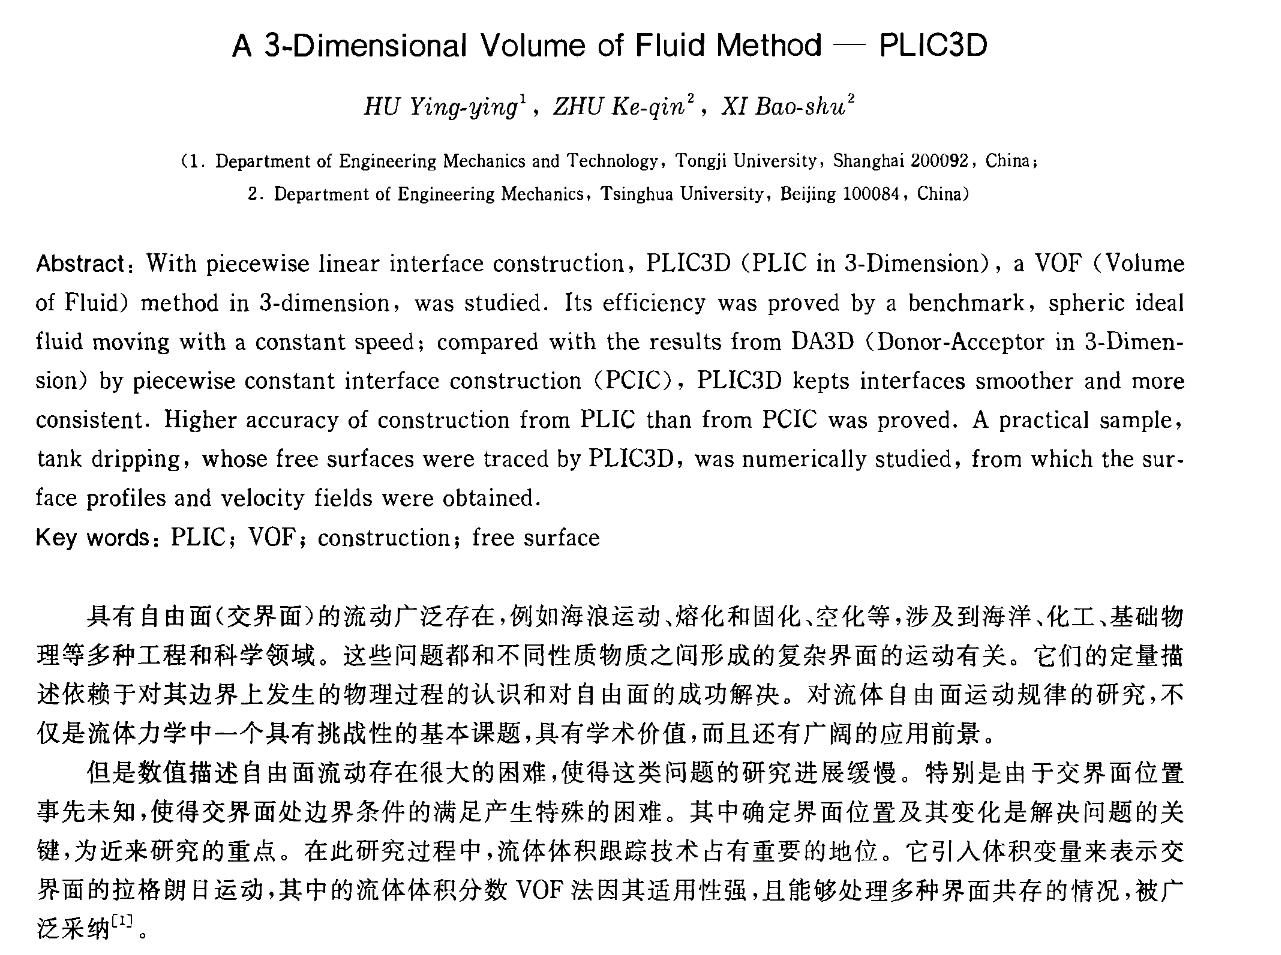 A 3-Dimensional Volume of Fluid Method — PLIC3D
HU Ying-ying¹, ZHU Ke-qin², XI Bao-shu²
(1. Department of Engineering Mechanics and Technology, Tongji University, Shanghai 200092, China;
2. Department of Engineering Mechanics, Tsinghua University, Beijing 100084, China)
Abstract: With piecewise linear interface construction, PLIC3D (PLIC in 3-Dimension), a VOF (Volume
of Fluid) method in 3-dimension, was studied. Its efficiency was proved by a benchmark, spheric ideal
fluid moving with a constant speed; compared with the results from DA3D (Donor-Acceptor in 3-Dimen-
sion) by piecewise constant interface construction (PCIC), PLIC3D kepts interfaces smoother and more
consistent. Higher accuracy of construction from PLIC than from PCIC was proved. A practical sample,
tank dripping, whose free surfaces were traced by PLIC3D, was numerically studied, from which the sur-
face profiles and velocity fields were obtained.
Key words: PLIC; VOF; construction; free surface
具有自由面(交界面)的流动广泛存在,例如海浪运动、熔化和固化、空化等,涉及到海洋、化工、基础物
理等多种工程和科学领域。这些问题都和不同性质物质之间形成的复杂界面的运动有关。它们的定量描
述依赖于对其边界上发生的物理过程的认识和对自由面的成功解决。对流体自由面运动规律的研究,不
仅是流体力学中一个具有挑战性的基本课题,具有学术价值,而且还有广阔的应用前景。
但是数值描述自由面流动存在很大的困难,使得这类问题的研究进展缓慢。特别是由于交界面位置
事先未知,使得交界面处边界条件的满足产生特殊的困难。其中确定界面位置及其变化是解决问题的关
键,为近来研究的重点。在此研究过程中,流体体积跟踪技术占有重要的地位。它引入体积变量来表示交
界面的拉格朗日运动,其中的流体体积分数 VOF 法因其适用性强,且能够处理多种界面共存的情况,被广
泛采纳[1]。